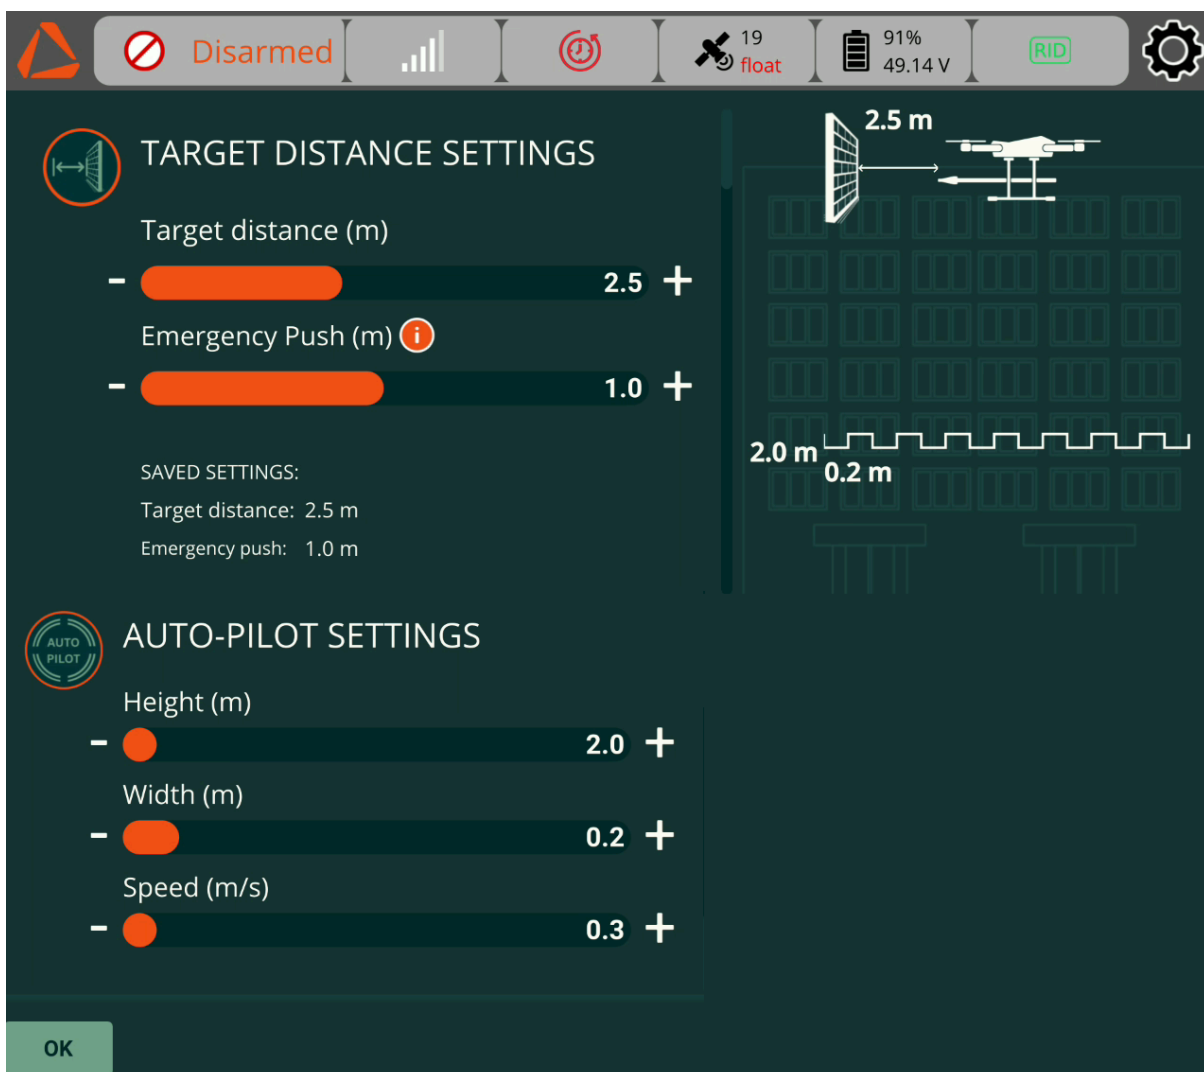 Disarmed
19
float
91%
49.14 V
RID
TARGET DISTANCE SETTINGS
Target distance (m)
- 2.5 +
Emergency Push (m) i
- 1.0 +
SAVED SETTINGS:
Target distance: 2.5 m
Emergency push: 1.0 m
2.5 m
2.0 m
0.2 m
AUTO
PILOT
AUTO-PILOT SETTINGS
Height (m)
- 2.0 +
Width (m)
- 0.2 +
Speed (m/s)
- 0.3 +
OK